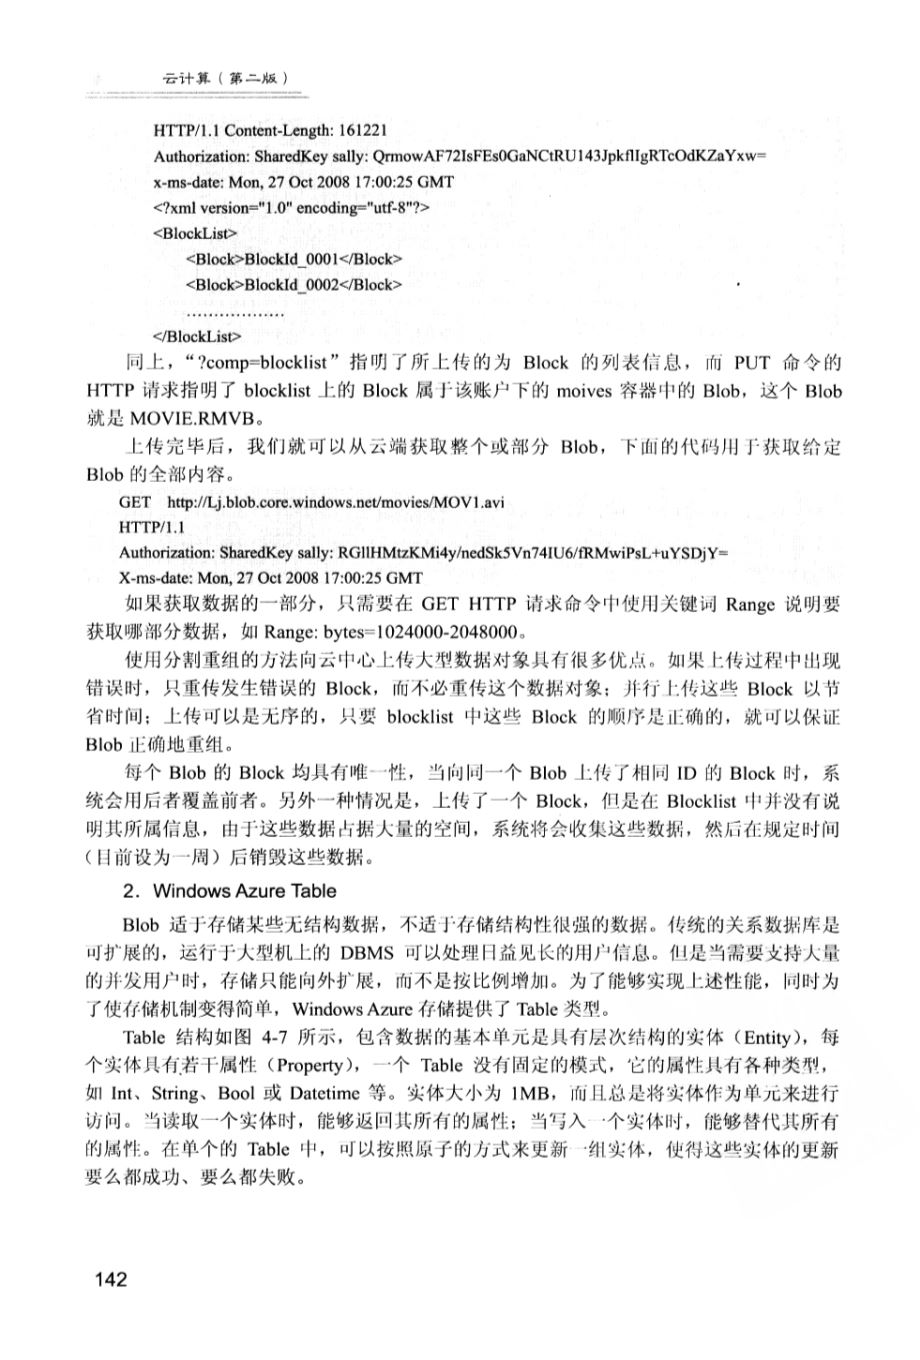 云计算(第二版)
HTTP/1.1 Content-Length: 161221
Authorization: SharedKey sally: QrmowAF72IsFEs0GaNCtRU143JpkflIgRTcOdKZaYxw=
x-ms-date: Mon, 27 Oct 2008 17:00:25 GMT
<?xml version="1.0" encoding="utf-8"?>
<BlockList>
<Block>BlockId_0001</Block>
<Block>BlockId_0002</Block>
………………
</BlockList>
同上，“?comp=blocklist”指明了所上传的为 Block 的列表信息，而 PUT 命令的
HTTP 请求指明了 blocklist 上的 Block 属于该账户下的 moives 容器中的 Blob，这个 Blob
就是 MOVIE.RMVB。
上传完毕后，我们就可以从云端获取整个或部分 Blob，下面的代码用于获取给定
Blob 的全部内容。
GET http://Lj.blob.core.windows.net/movies/MOV1.avi
HTTP/1.1
Authorization: SharedKey sally: RGllHMtzKMi4y/nedSk5Vn74IU6/fRMwiPsL+uYSDjY=
X-ms-date: Mon, 27 Oct 2008 17:00:25 GMT
如果获取数据的一部分，只需要在 GET HTTP 请求命令中使用关键词 Range 说明要
获取哪部分数据，如 Range: bytes=1024000-2048000。
使用分割重组的方法向云中心上传大型数据对象具有很多优点。如果上传过程中出现
错误时，只重传发生错误的 Block，而不必重传这个数据对象；并行上传这些 Block 以节
省时间；上传可以是无序的，只要 blocklist 中这些 Block 的顺序是正确的，就可以保证
Blob 正确地重组。
每个 Blob 的 Block 均具有唯一性，当向同一个 Blob 上传了相同 ID 的 Block 时，系
统会用后者覆盖前者。另外一种情况是，上传了一个 Block，但是在 Blocklist 中并没有说
明其所属信息，由于这些数据占据大量的空间，系统将会收集这些数据，然后在规定时间
（目前设为一周）后销毁这些数据。
2．Windows Azure Table
Blob 适于存储某些无结构数据，不适于存储结构性很强的数据。传统的关系数据库是
可扩展的，运行于大型机上的 DBMS 可以处理日益见长的用户信息。但是当需要支持大量
的并发用户时，存储只能向外扩展，而不是按比例增加。为了能够实现上述性能，同时为
了使存储机制变得简单，Windows Azure 存储提供了 Table 类型。
Table 结构如图 4-7 所示，包含数据的基本单元是具有层次结构的实体（Entity），每
个实体具有若干属性（Property），一个 Table 没有固定的模式，它的属性具有各种类型，
如 Int、String、Bool 或 Datetime 等。实体大小为 1MB，而且总是将实体作为单元来进行
访问。当读取一个实体时，能够返回其所有的属性；当写入一个实体时，能够替代其所有
的属性。在单个的 Table 中，可以按照原子的方式来更新一组实体，使得这些实体的更新
要么都成功、要么都失败。
142